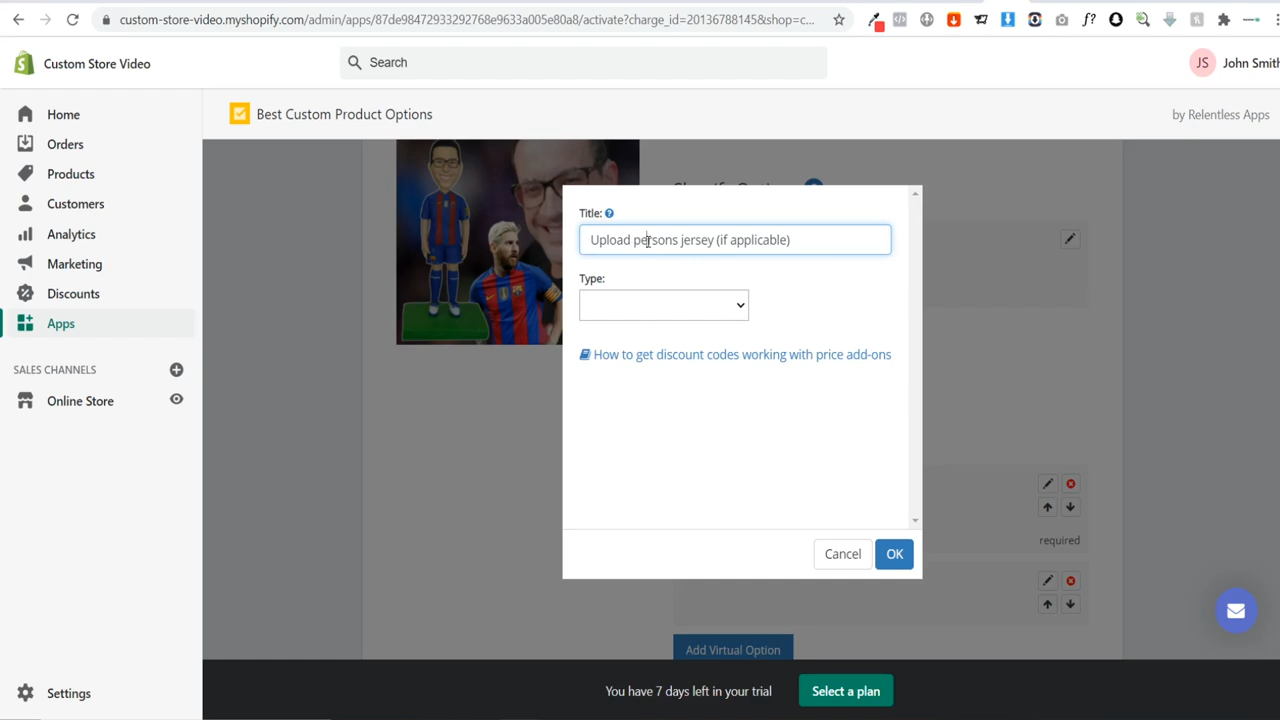 custom-store-video.myshopify.com/admin/apps/87de98472933292768e9633a005e80a8/activate?charge_id=20136788145&shop=c...
Custom Store Video
Search
JS
John Smith
Home
Orders
Products
Customers
Analytics
Marketing
Discounts
Apps
SALES CHANNELS
Online Store
Settings
Best Custom Product Options
by Relentless Apps
Title:
Upload persons jersey (if applicable)
Type:
How to get discount codes working with price add-ons
Cancel
OK
required
Add Virtual Option
You have 7 days left in your trial
Select a plan